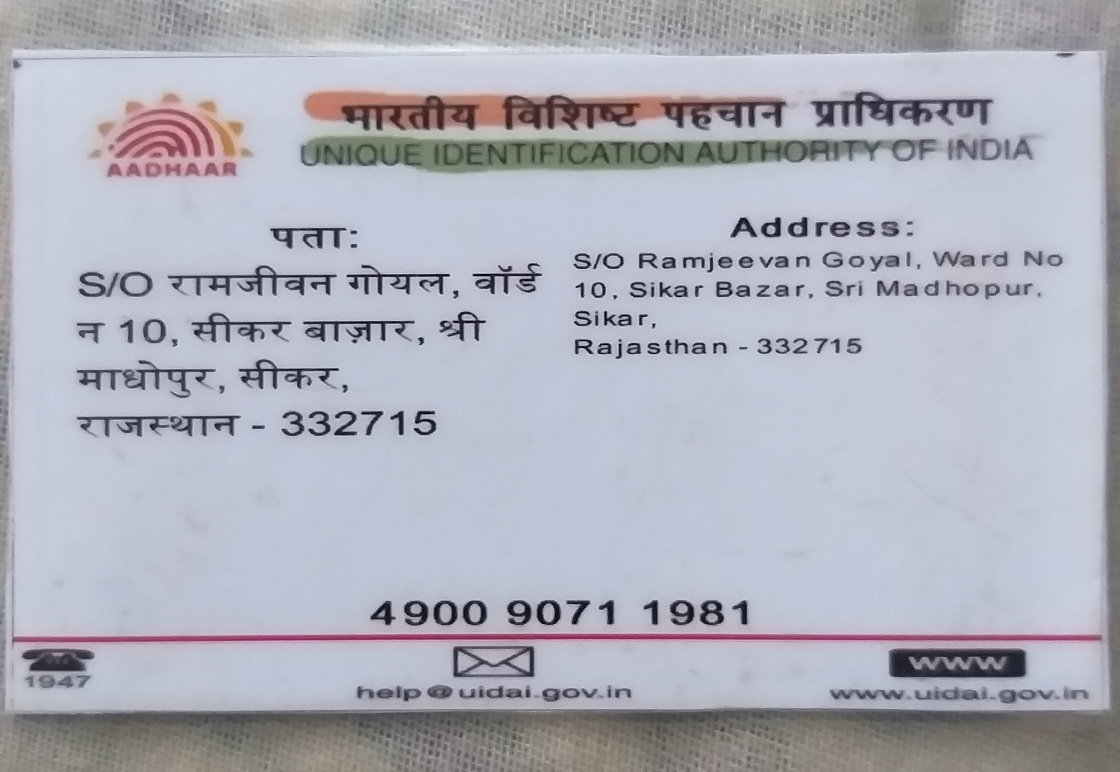 भारतीय विशिष्ट पहचान प्राधिकरण
UNIQUE IDENTIFICATION AUTHORITY OF INDIA
AADHAAR
पता:
S/O रामजीवन गोयल, वॉर्ड
न 10, सीकर बाज़ार, श्री
माधोपुर, सीकर,
राजस्थान - 332715
Address:
S/O Ramjeevan Goyal, Ward No
10, Sikar Bazar, Sri Madhopur,
Sikar,
Rajasthan - 332715
4900 9071 1981
1947
help@uidai.gov.in
www
www.uidai.gov.in